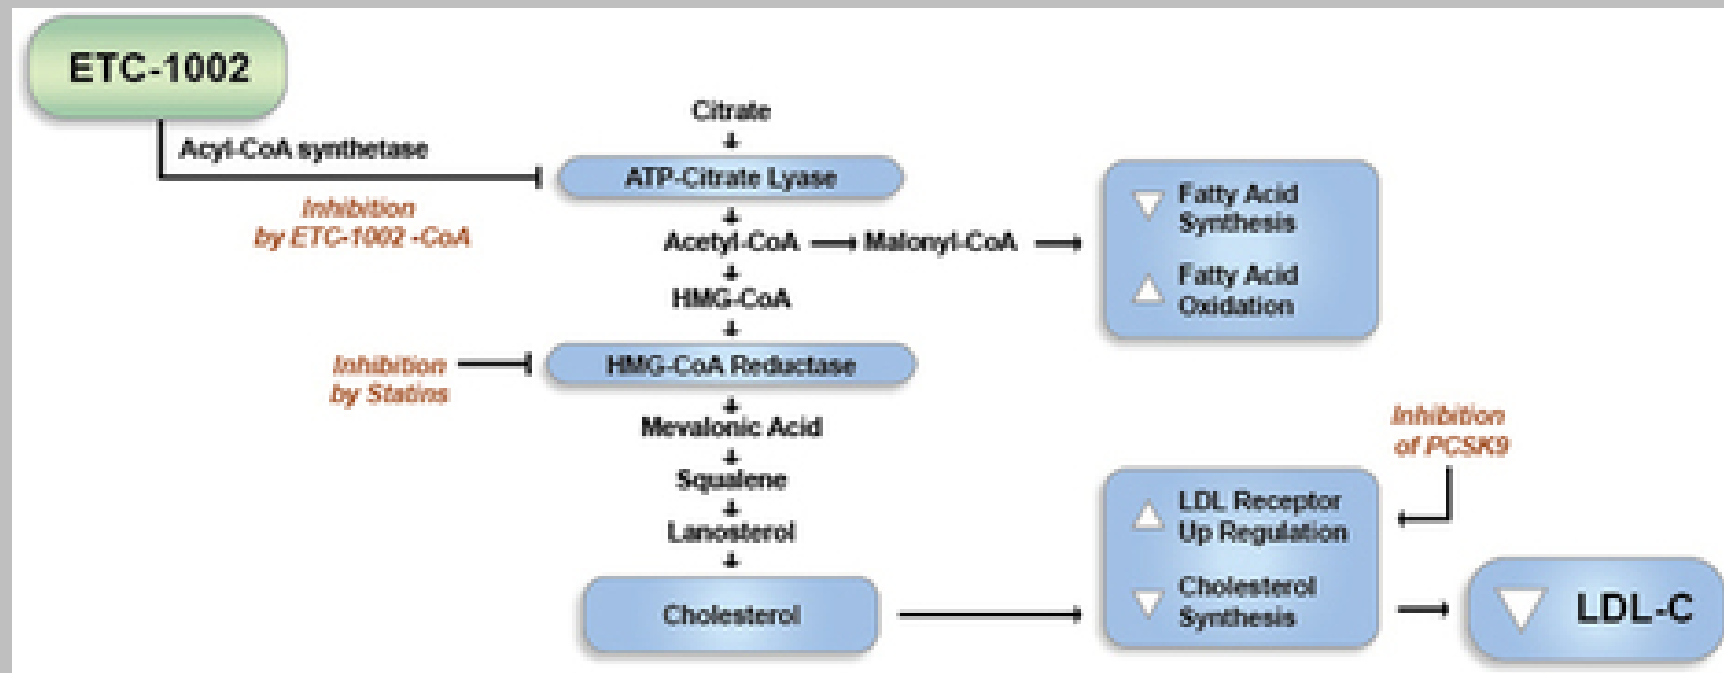 ETC-1002
Acyl-CoA synthetase
Inhibition
by ETC-1002 -CoA
Citrate
ATP-Citrate Lyase
Acetyl-CoA
Malonyl-CoA
Fatty Acid
Synthesis
Fatty Acid
Oxidation
HMG-CoA
Inhibition
by Statins
HMG-CoA Reductase
Mevalonic Acid
Squalene
Lanosterol
Cholesterol
Inhibition
of PCSK9
LDL Receptor
Up Regulation
Cholesterol
Synthesis
LDL-C